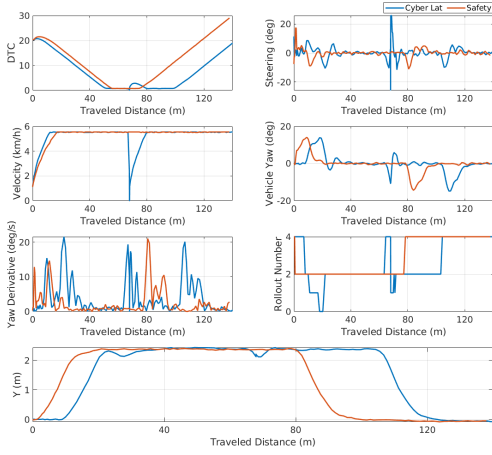 Cyber Lat Safety
30
20
10
0
DTC
0 40 80 120
Traveled Distance (m)
20
0
-20
Steering (deg)
0 40 80 120
Traveled Distance (m)
6
4
2
0
Velocity (km/h)
0 40 80 120
Traveled Distance (m)
20
0
-20
Vehicle Yaw (deg)
0 40 80 120
Traveled Distance (m)
20
15
10
5
0
Yaw Derivative (deg/s)
0 40 80 120
Traveled Distance (m)
4
2
0
Rollout Number
0 40 80 120
Traveled Distance (m)
2
1
0
Y (m)
0 40 80 120
Traveled Distance (m)